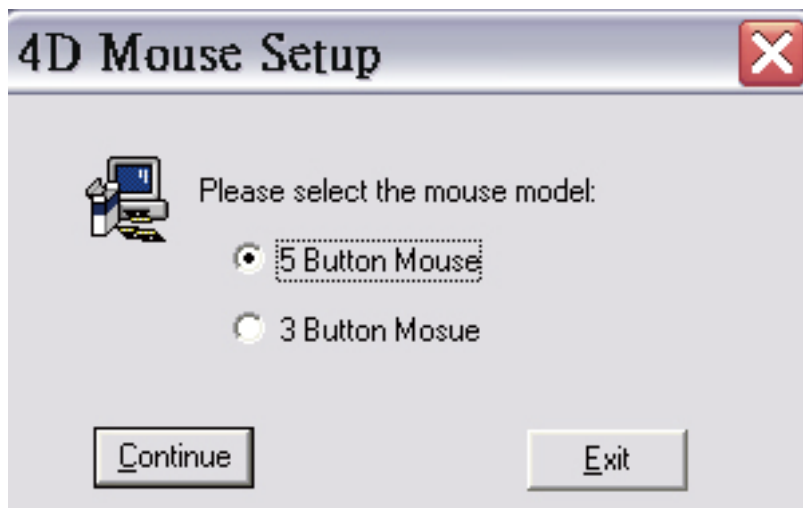 4D Mouse Setup
Please select the mouse model:
5 Button Mouse
3 Button Mosue
Continue
Exit